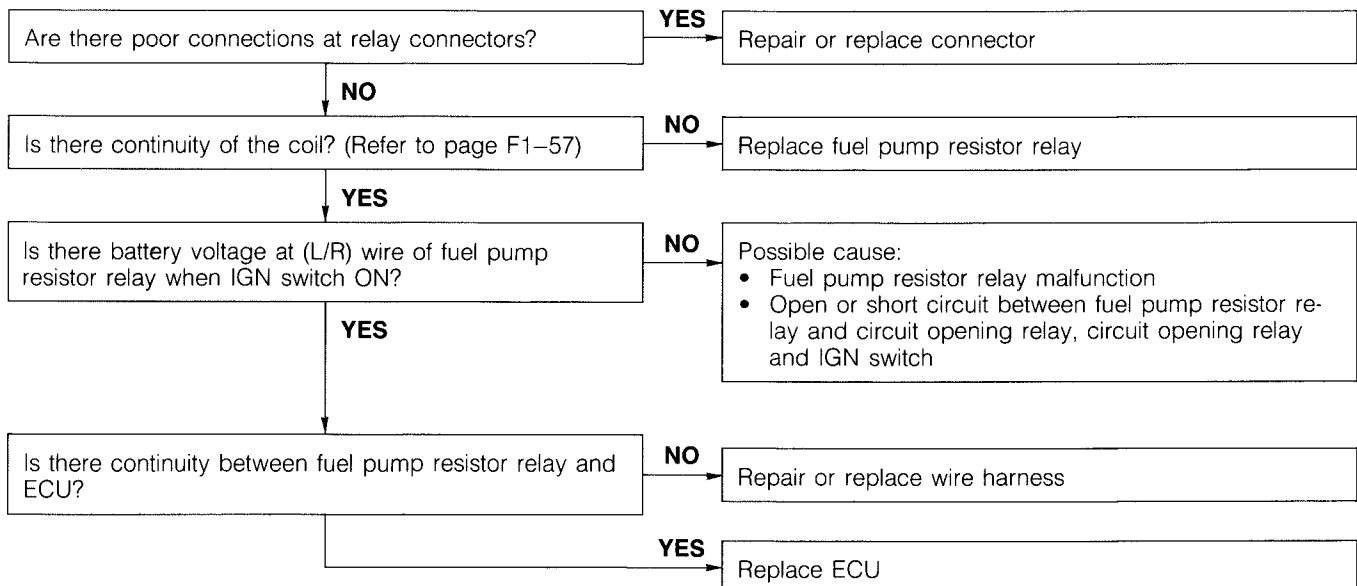 Are there poor connections at relay connectors?
YES
Repair or replace connector
NO
Is there continuity of the coil? (Refer to page F1–57)
NO
Replace fuel pump resistor relay
YES
Is there battery voltage at (L/R) wire of fuel pump
resistor relay when IGN switch ON?
NO
Possible cause:
• Fuel pump resistor relay malfunction
• Open or short circuit between fuel pump resistor re-
lay and circuit opening relay, circuit opening relay
and IGN switch
YES
Is there continuity between fuel pump resistor relay and
ECU?
NO
Repair or replace wire harness
YES
Replace ECU